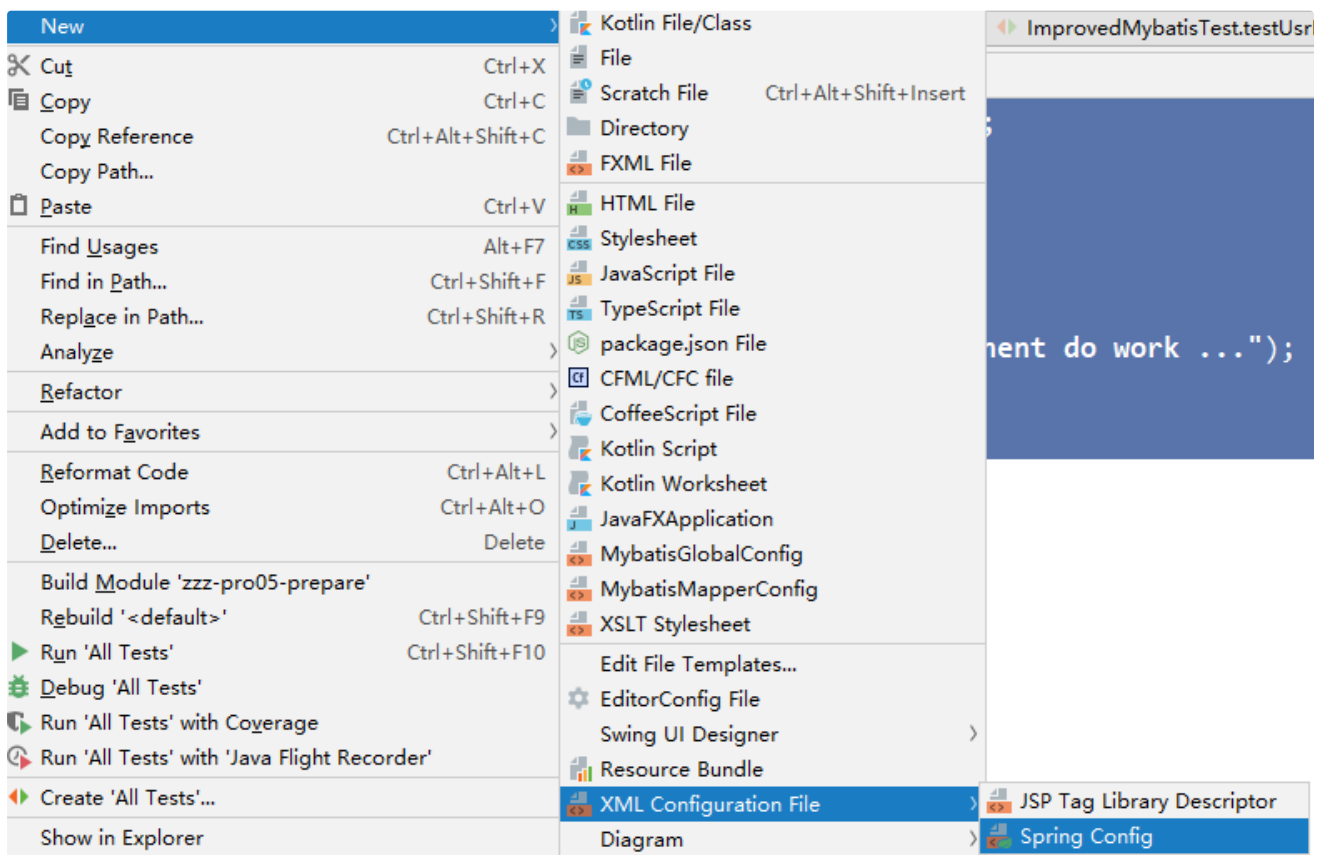 New
Cut Ctrl+X
Copy Ctrl+C
Copy Reference Ctrl+Alt+Shift+C
Copy Path...
Paste Ctrl+V
Find Usages Alt+F7
Find in Path... Ctrl+Shift+F
Replace in Path... Ctrl+Shift+R
Analyze
Refactor
Add to Favorites
Reformat Code Ctrl+Alt+L
Optimize Imports Ctrl+Alt+O
Delete... Delete
Build Module 'zzz-pro05-prepare'
Rebuild '<default>' Ctrl+Shift+F9
Run 'All Tests' Ctrl+Shift+F10
Debug 'All Tests'
Run 'All Tests' with Coverage
Run 'All Tests' with 'Java Flight Recorder'
Create 'All Tests'...
Show in Explorer
Kotlin File/Class
File
Scratch File Ctrl+Alt+Shift+Insert
Directory
FXML File
H HTML File
CSS Stylesheet
JS JavaScript File
TS TypeScript File
JS package.json File
Cf CFML/CFC file
CoffeeScript File
Kotlin Script
Kotlin Worksheet
J JavaFXApplication
MybatisGlobalConfig
MybatisMapperConfig
XSLT Stylesheet
Edit File Templates...
EditorConfig File
Swing UI Designer
Resource Bundle
XML Configuration File
Diagram
JSP Tag Library Descriptor
Spring Config
ImprovedMybatisTest.testUsr
;
nent do work ...");